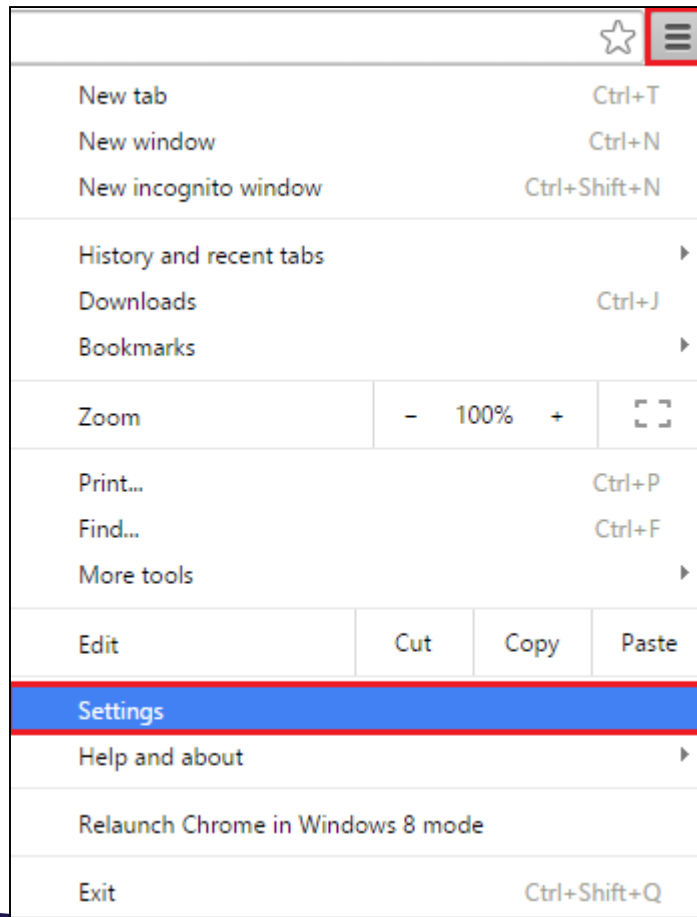 New tab Ctrl+T
New window Ctrl+N
New incognito window Ctrl+Shift+N
History and recent tabs
Downloads Ctrl+J
Bookmarks
Zoom - 100% +
Print... Ctrl+P
Find... Ctrl+F
More tools
Edit Cut Copy Paste
Settings
Help and about
Relaunch Chrome in Windows 8 mode
Exit Ctrl+Shift+Q